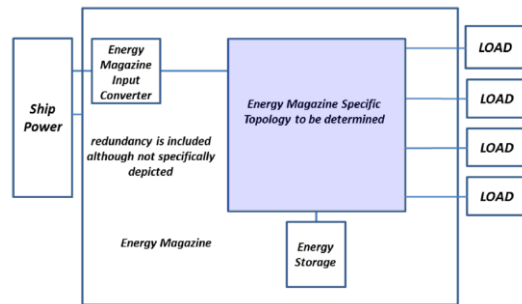 Ship
Power
Energy
Magazine
Input
Converter
redundancy is included
although not specifically
depicted
Energy Magazine
Energy Magazine Specific
Topology to be determined
Energy
Storage
LOAD
LOAD
LOAD
LOAD